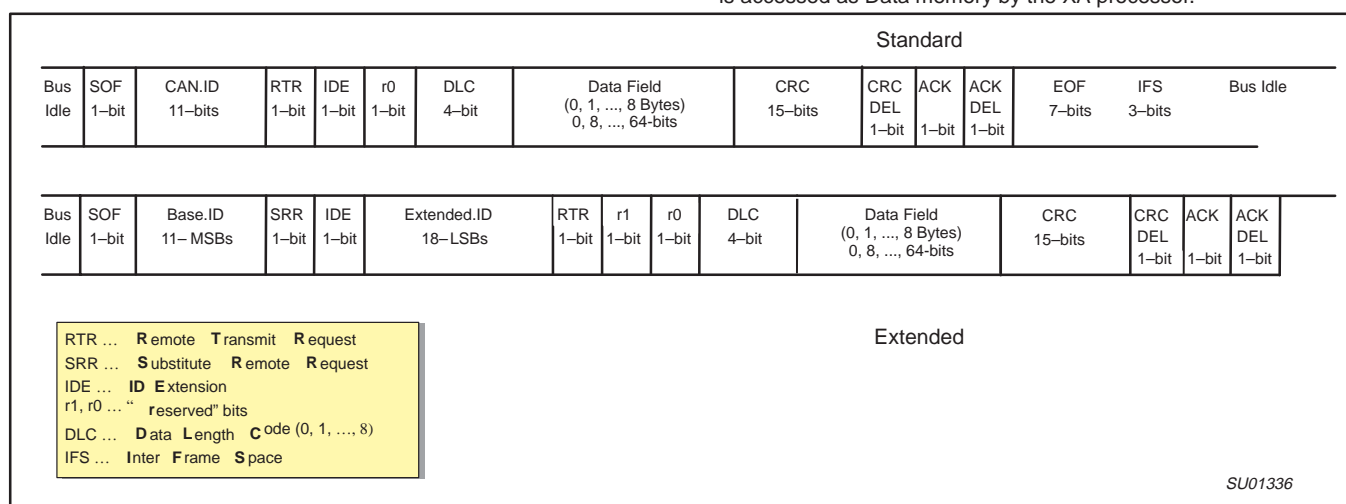 is accessed as Data memory by the XA processor.
Standard
Bus SOF CAN.ID RTR IDE r0 DLC Data Field CRC CRC ACK ACK EOF IFS Bus Idle
Idle 1–bit 11–bits 1–bit 1–bit 1–bit 4–bit (0, 1, ..., 8 Bytes) 15–bits DEL DEL 7–bits 3–bits
0, 8, ..., 64-bits 1–bit 1–bit 1–bit
Bus SOF Base.ID SRR IDE Extended.ID RTR r1 r0 DLC Data Field CRC CRC ACK ACK
Idle 1–bit 11– MSBs 1–bit 1–bit 18–LSBs 1–bit 1–bit 1–bit 4–bit (0, 1, ..., 8 Bytes) 15–bits DEL DEL
0, 8, ..., 64-bits 1–bit 1–bit 1–bit
Extended
RTR … Remote Transmit Request
SRR … Substitute Remote Request
IDE … ID Extension
r1, r0 … “ reserved” bits
DLC … Data Length Code (0, 1, …, 8)
IFS … Inter Frame Space
SU01336